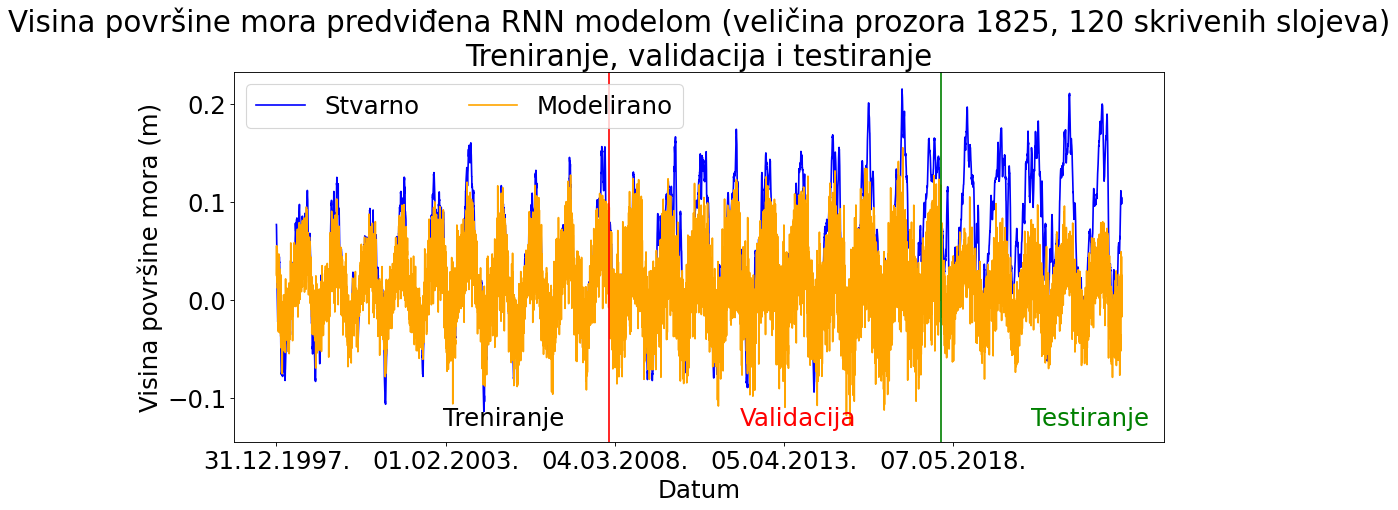 Visina površine mora predviđena RNN modelom (veličina prozora 1825, 120 skrivenih slojeva)
Treniranje, validacija i testiranje
Stvarno
Modelirano
Visina površine mora (m)
0.2
0.1
0.0
−0.1
Treniranje
Validacija
Testiranje
31.12.1997.
01.02.2003.
04.03.2008.
05.04.2013.
07.05.2018.
Datum